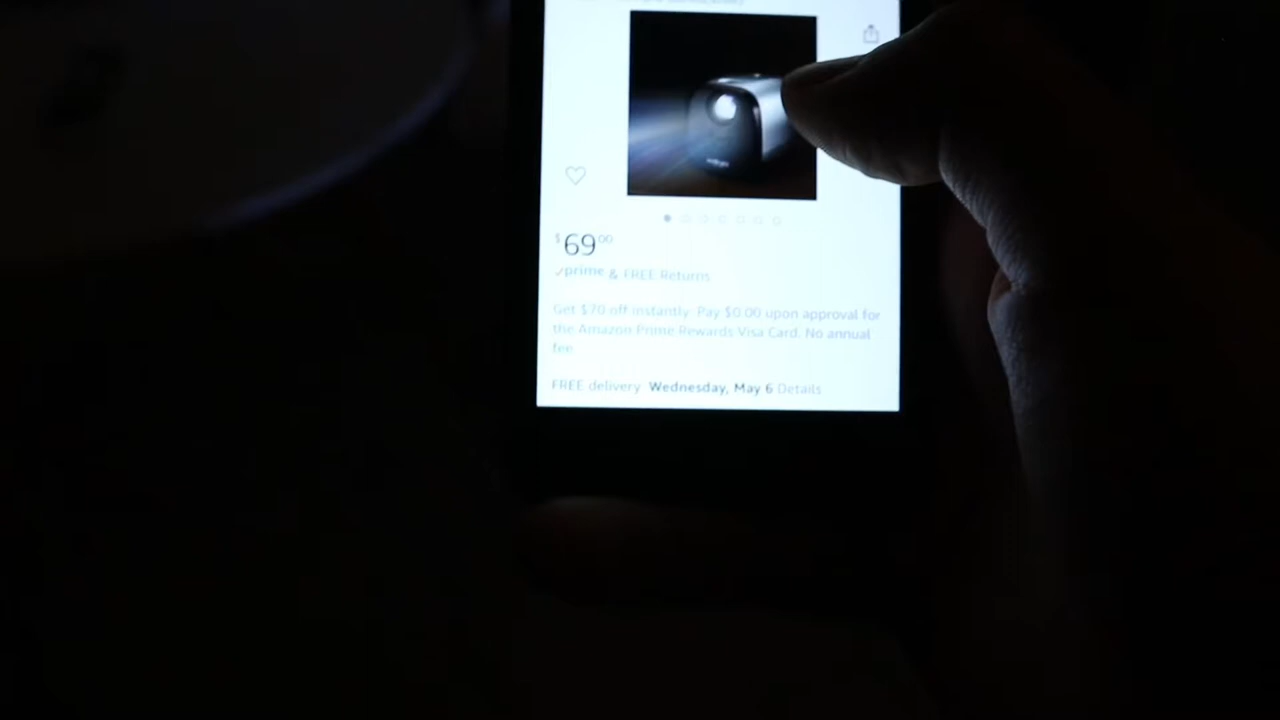 $69.00
✓prime & FREE Returns
Get $70 off instantly: Pay $0.00 upon approval for
the Amazon Prime Rewards Visa Card. No annual
fee.
FREE delivery Wednesday, May 6 Details